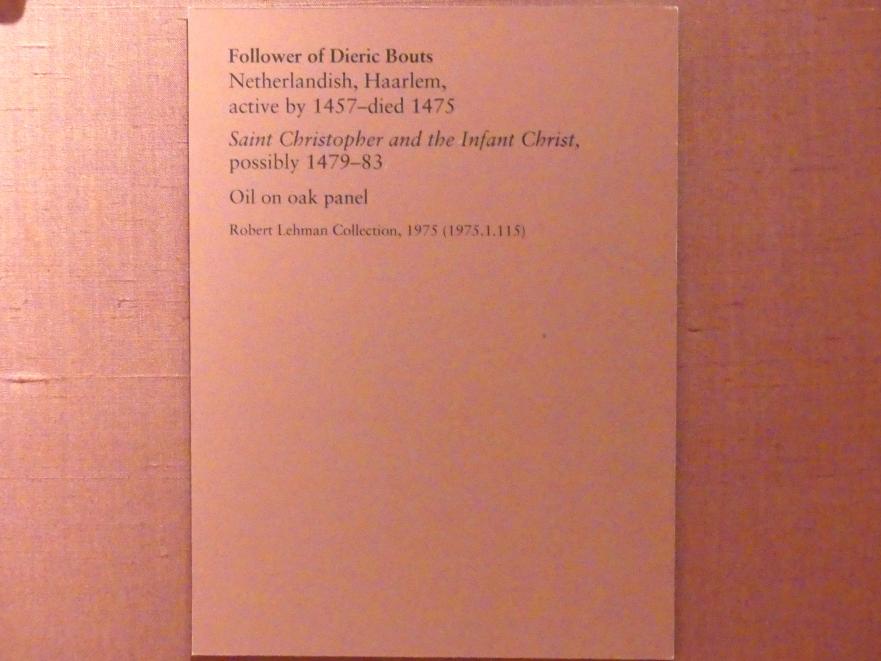 Follower of Dieric Bouts
Netherlandish, Haarlem,
active by 1457–died 1475
Saint Christopher and the Infant Christ,
possibly 1479–83
Oil on oak panel
Robert Lehman Collection, 1975 (1975.1.115)